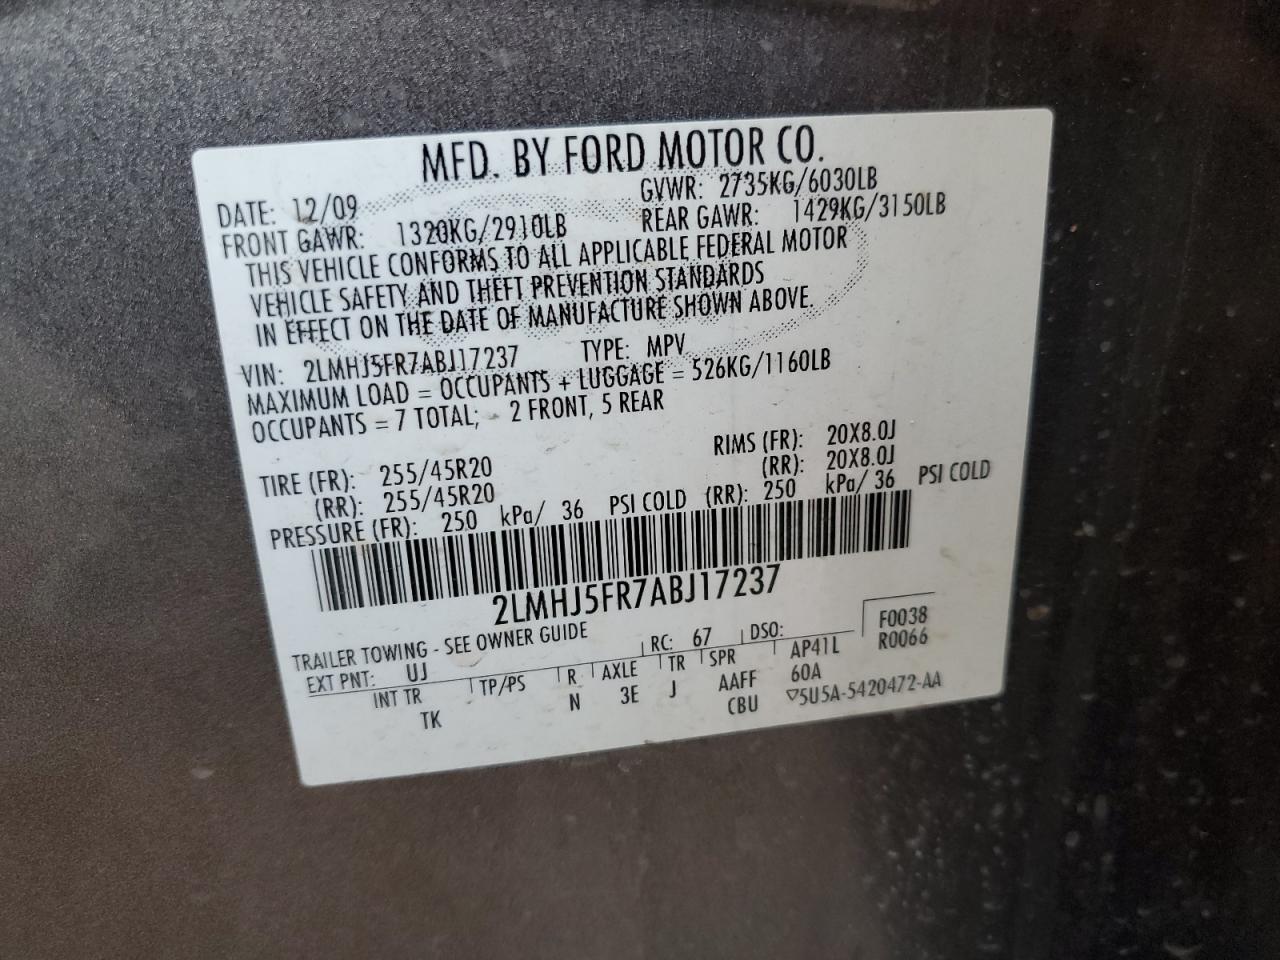 MFD. BY FORD MOTOR CO.
DATE: 12/09 GVWR: 2735KG/6030LB
FRONT GAWR: 1320KG/2910LB REAR GAWR: 1429KG/3150LB
THIS VEHICLE CONFORMS TO ALL APPLICABLE FEDERAL MOTOR
VEHICLE SAFETY AND THEFT PREVENTION STANDARDS
IN EFFECT ON THE DATE OF MANUFACTURE SHOWN ABOVE.
VIN: 2LMHJ5FR7ABJ17237 TYPE: MPV
MAXIMUM LOAD = OCCUPANTS + LUGGAGE = 526KG/1160LB
OCCUPANTS = 7 TOTAL; 2 FRONT, 5 REAR
TIRE (FR): 255/45R20 RIMS (FR): 20X8.0J
(RR): 255/45R20 (RR): 20X8.0J
PRESSURE (FR): 250 kPa/ 36 PSI COLD (RR): 250 kPa/ 36 PSI COLD
2LMHJ5FR7ABJ17237
TRAILER TOWING - SEE OWNER GUIDE
EXT PNT: UJ RC: 67 DSO: AP41L F0038
INT TR TP/PS R AXLE TR SPR 60A R0066
TK N 3E J AAFF
CBU ▽5U5A-5420472-AA